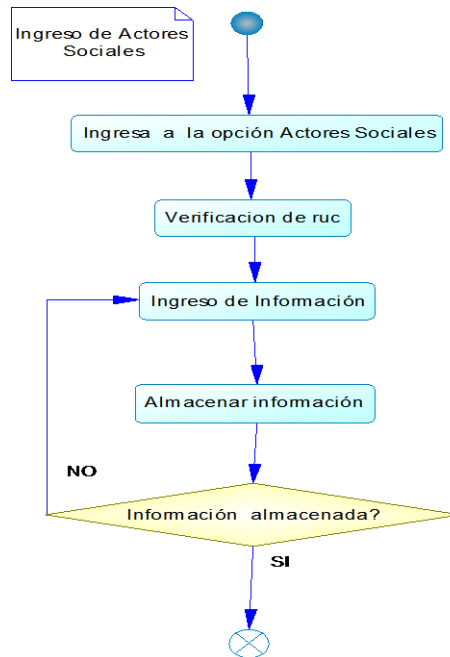 Ingreso de Actores
Sociales
Ingresa a la opción Actores Sociales
Verificacion de ruc
Ingreso de Información
Almacenar información
NO
Información almacenada?
SI